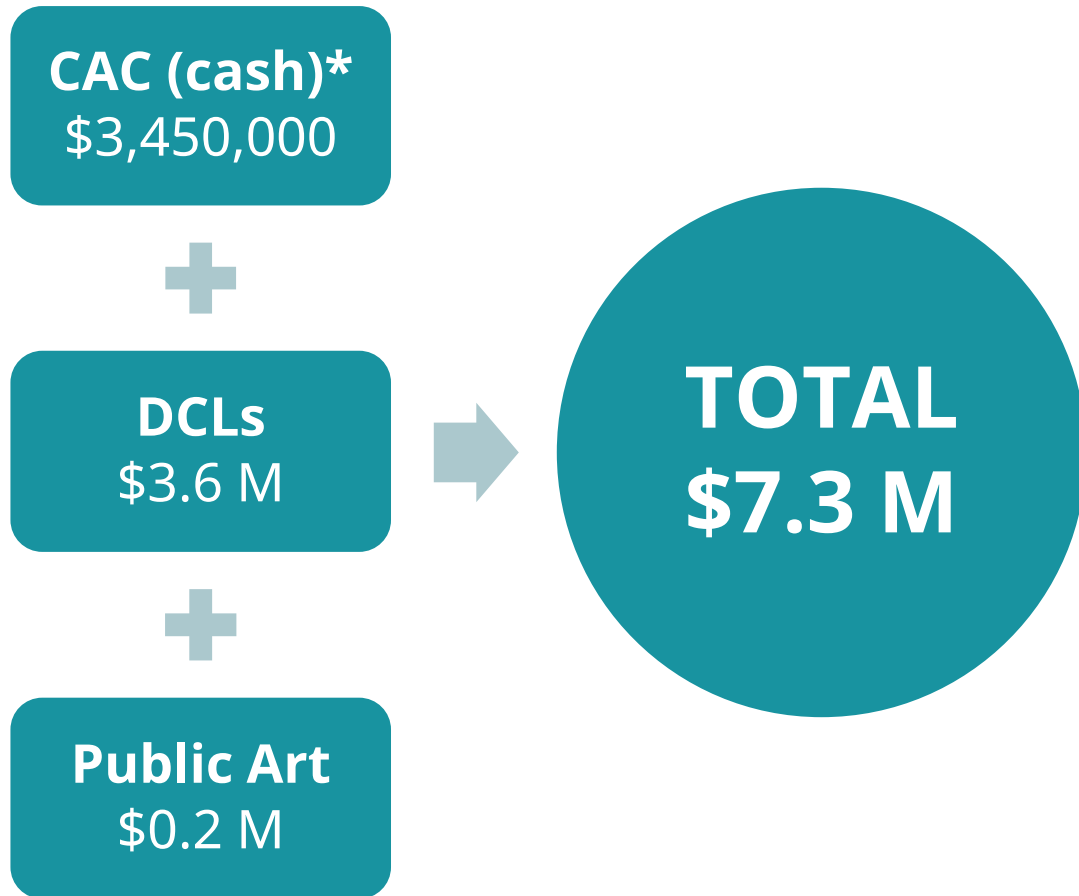 CAC (cash)*
$3,450,000
DCLs
$3.6 M
Public Art
$0.2 M
TOTAL
$7.3 M